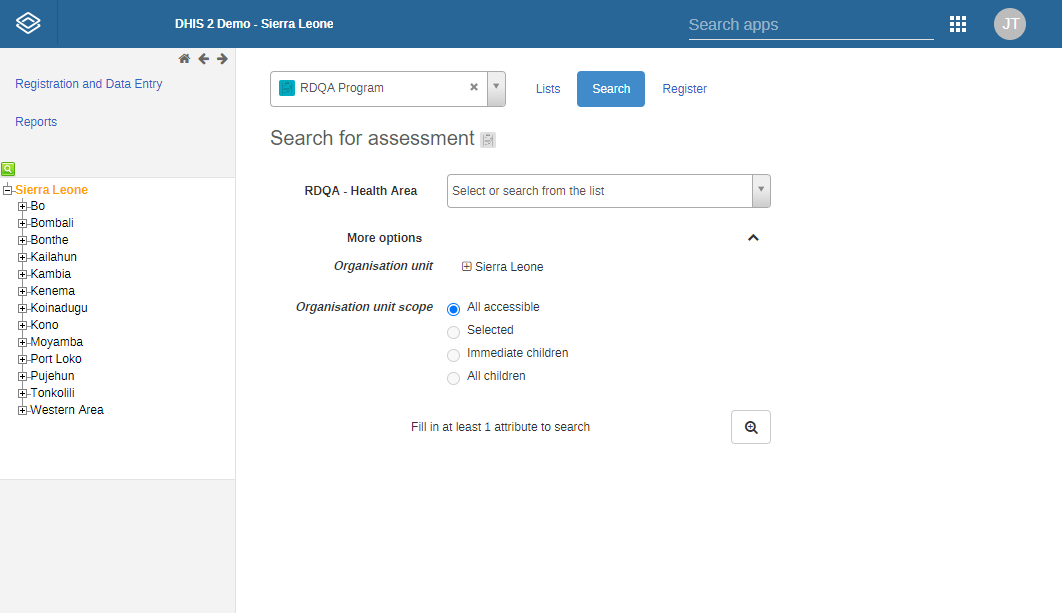 DHIS 2 Demo - Sierra Leone
Search apps
JT
Registration and Data Entry
Reports
Sierra Leone
Bo
Bombali
Bonthe
Kailahun
Kambia
Kenema
Koinadugu
Kono
Moyamba
Port Loko
Pujehun
Tonkolili
Western Area
RDQA Program
Lists
Search
Register
Search for assessment
RDQA - Health Area
Select or search from the list
More options
Organisation unit
Sierra Leone
Organisation unit scope
All accessible
Selected
Immediate children
All children
Fill in at least 1 attribute to search